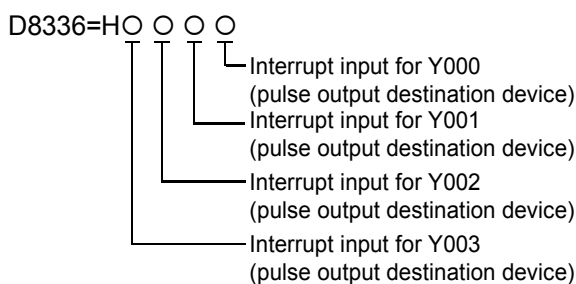 D8336=H○ ○ ○ ○
Interrupt input for Y000
(pulse output destination device)
Interrupt input for Y001
(pulse output destination device)
Interrupt input for Y002
(pulse output destination device)
Interrupt input for Y003
(pulse output destination device)